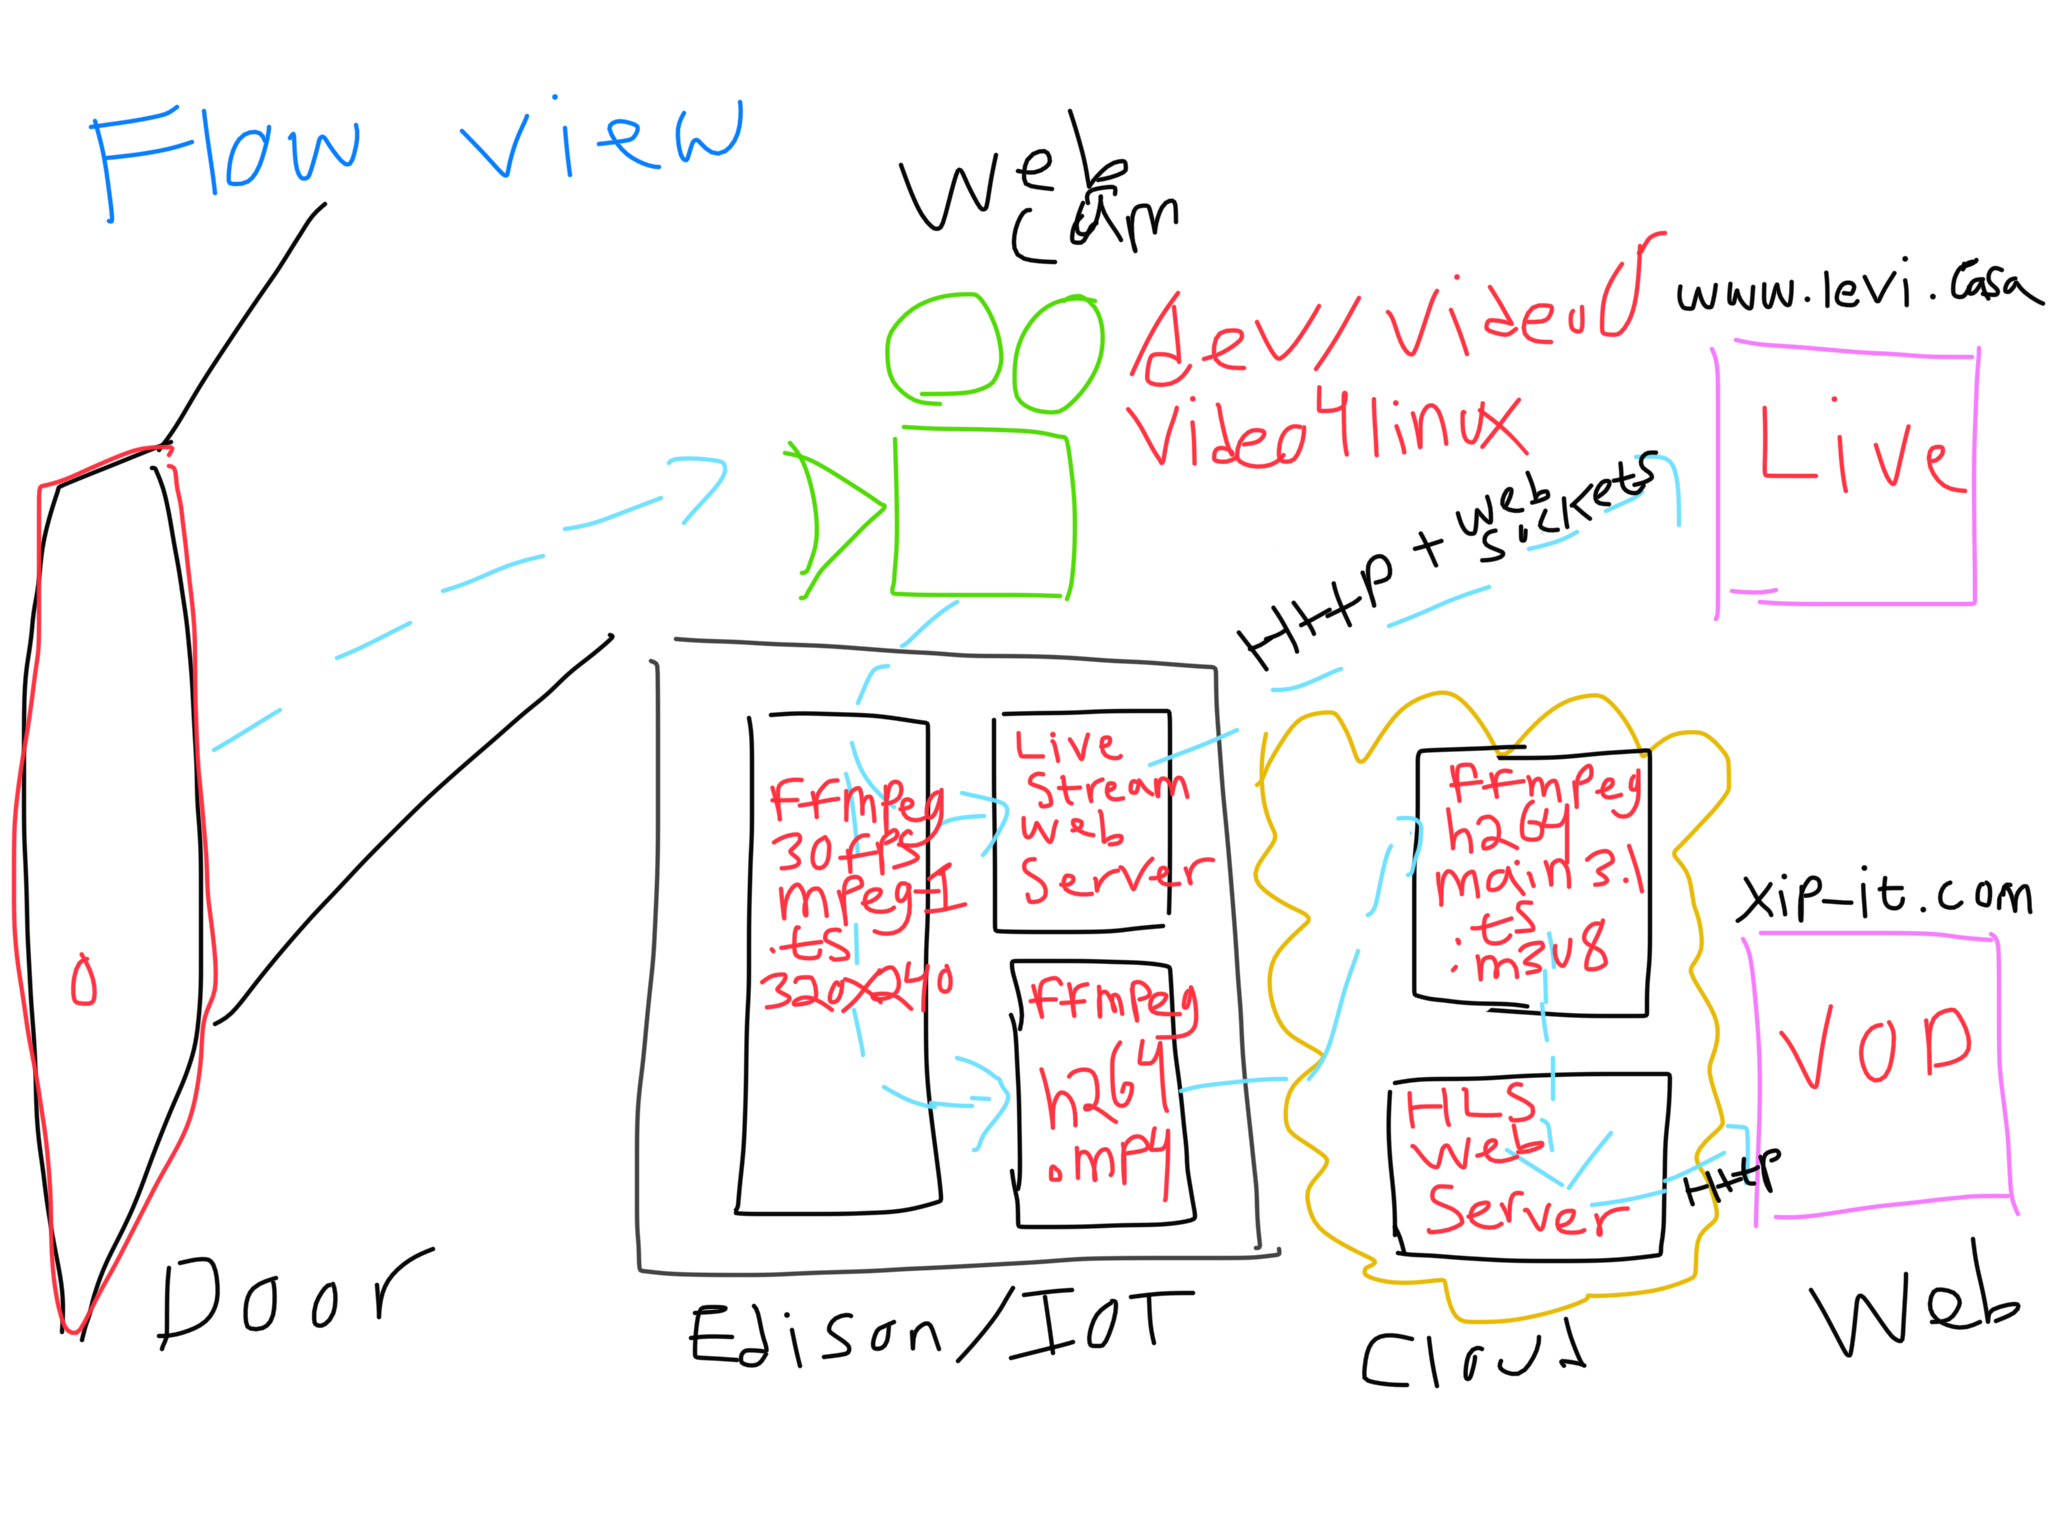 Flow view
Web
Cam
/dev/video0
Video4linux
www.levi.casa
Live
Http + web
sockets
ffmpeg
30fps
mpeg-1
.ts
320x240
Live
Stream
web
Server
ffmpeg
h264
.mp4
ffmpeg
h264
main 3.1
.ts
.m3u8
HLS
web
Server
Http
xip-it.com
VOD
Door
Edison/IOT
Cloud
Web